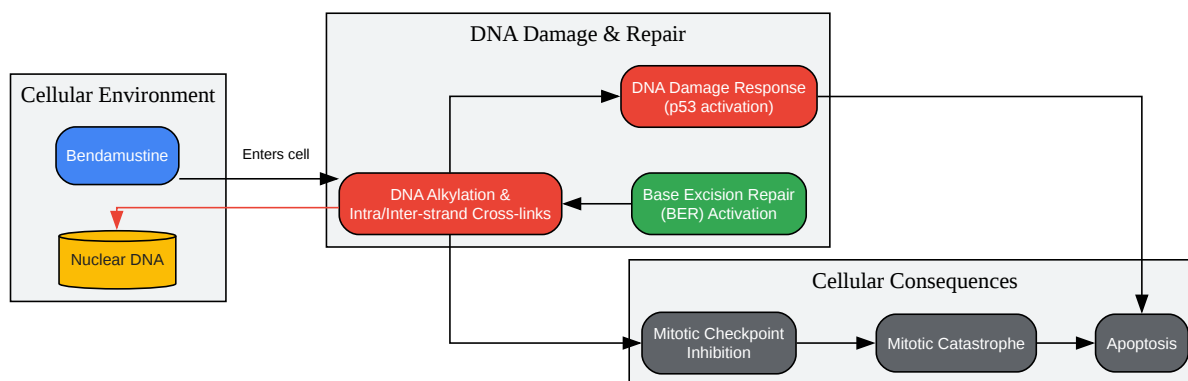 DNA Damage & Repair
Cellular Environment
DNA Damage Response
(p53 activation)
Bendamustine
Enters cell
DNA Alkylation &
Intra/Inter-strand Cross-links
Base Excision Repair
(BER) Activation
Nuclear DNA
Cellular Consequences
Mitotic Checkpoint
Inhibition
Mitotic Catastrophe
Apoptosis